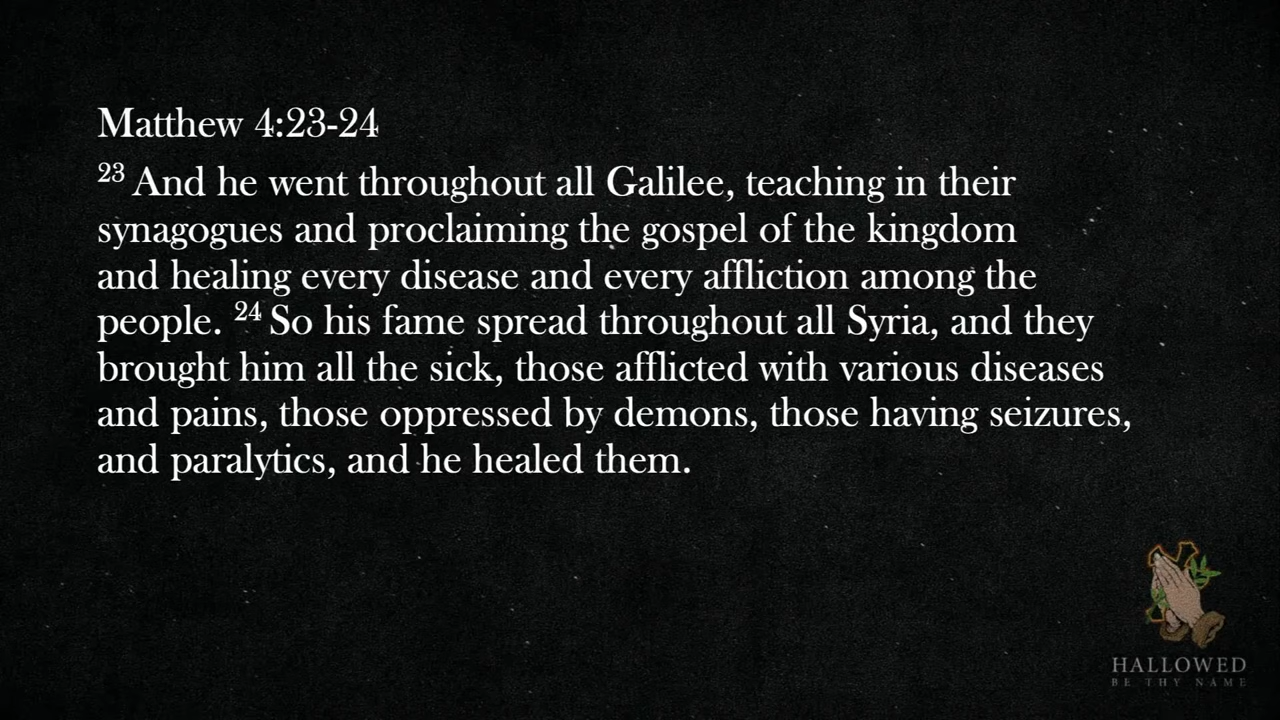 Matthew 4:23-24
23 And he went throughout all Galilee, teaching in their
synagogues and proclaiming the gospel of the kingdom
and healing every disease and every affliction among the
people. 24 So his fame spread throughout all Syria, and they
brought him all the sick, those afflicted with various diseases
and pains, those oppressed by demons, those having seizures,
and paralytics, and he healed them.
HALLOWED
BE THY NAME